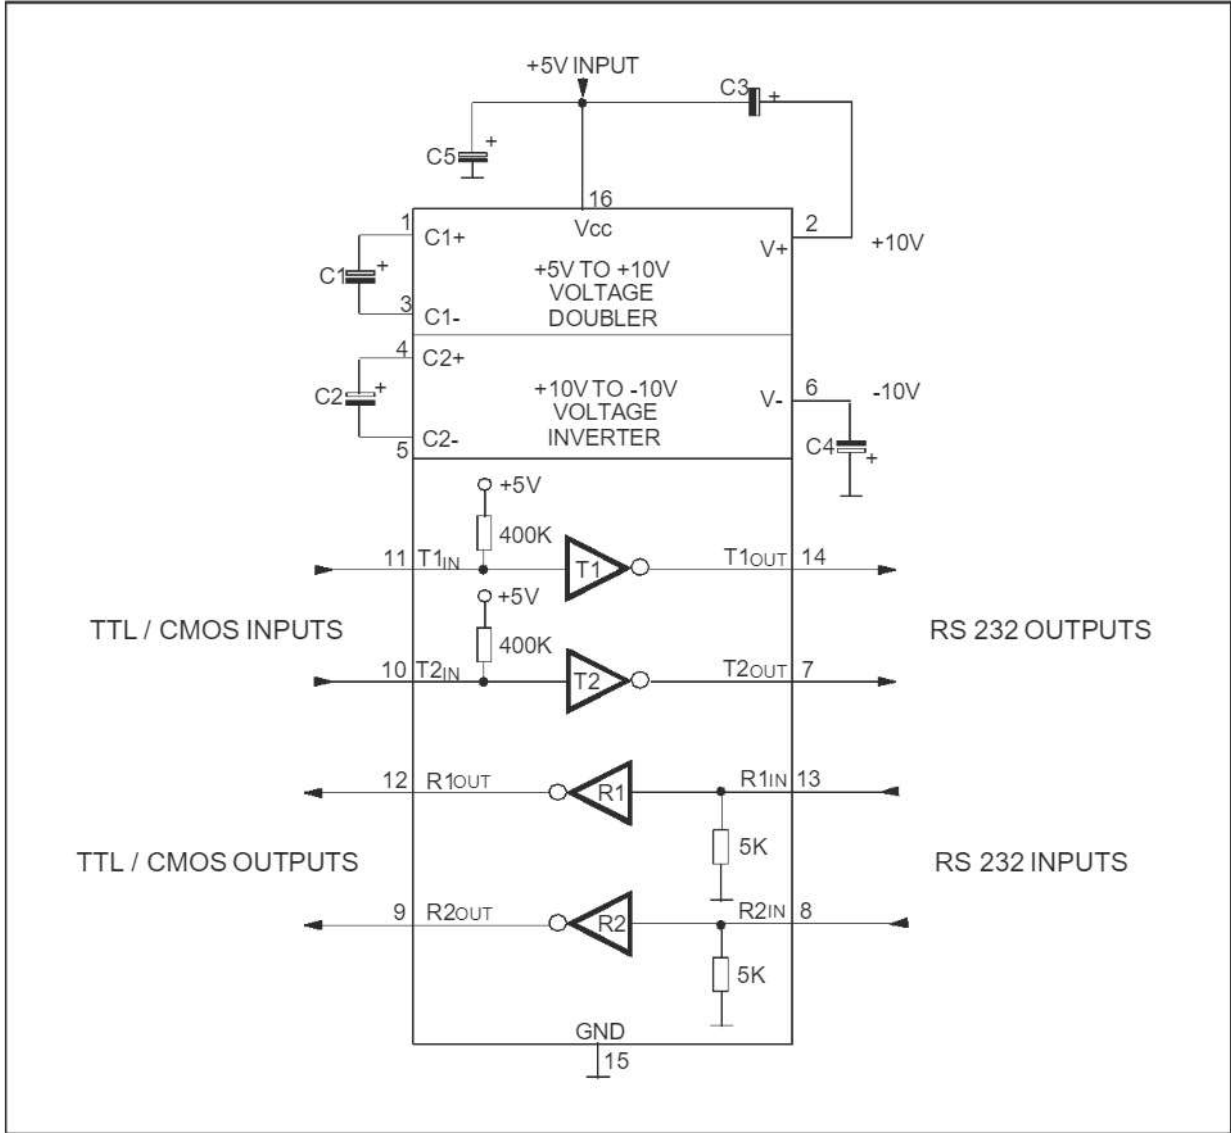 +5V INPUT
C3 +
C5 +
16
Vcc
1
C1+
2
V+
+10V
C1 +
+5V TO +10V
VOLTAGE
DOUBLER
3
C1-
4
C2+
C2 +
+10V TO -10V
VOLTAGE
INVERTER
6
V-
-10V
5
C2-
C4 +
+5V
400K
11 T1IN
T1
T1OUT 14
+5V
TTL / CMOS INPUTS
400K
RS 232 OUTPUTS
10 T2IN
T2
T2OUT 7
12 R1OUT
R1
R1IN 13
5K
TTL / CMOS OUTPUTS
RS 232 INPUTS
9 R2OUT
R2
R2IN 8
5K
GND
15